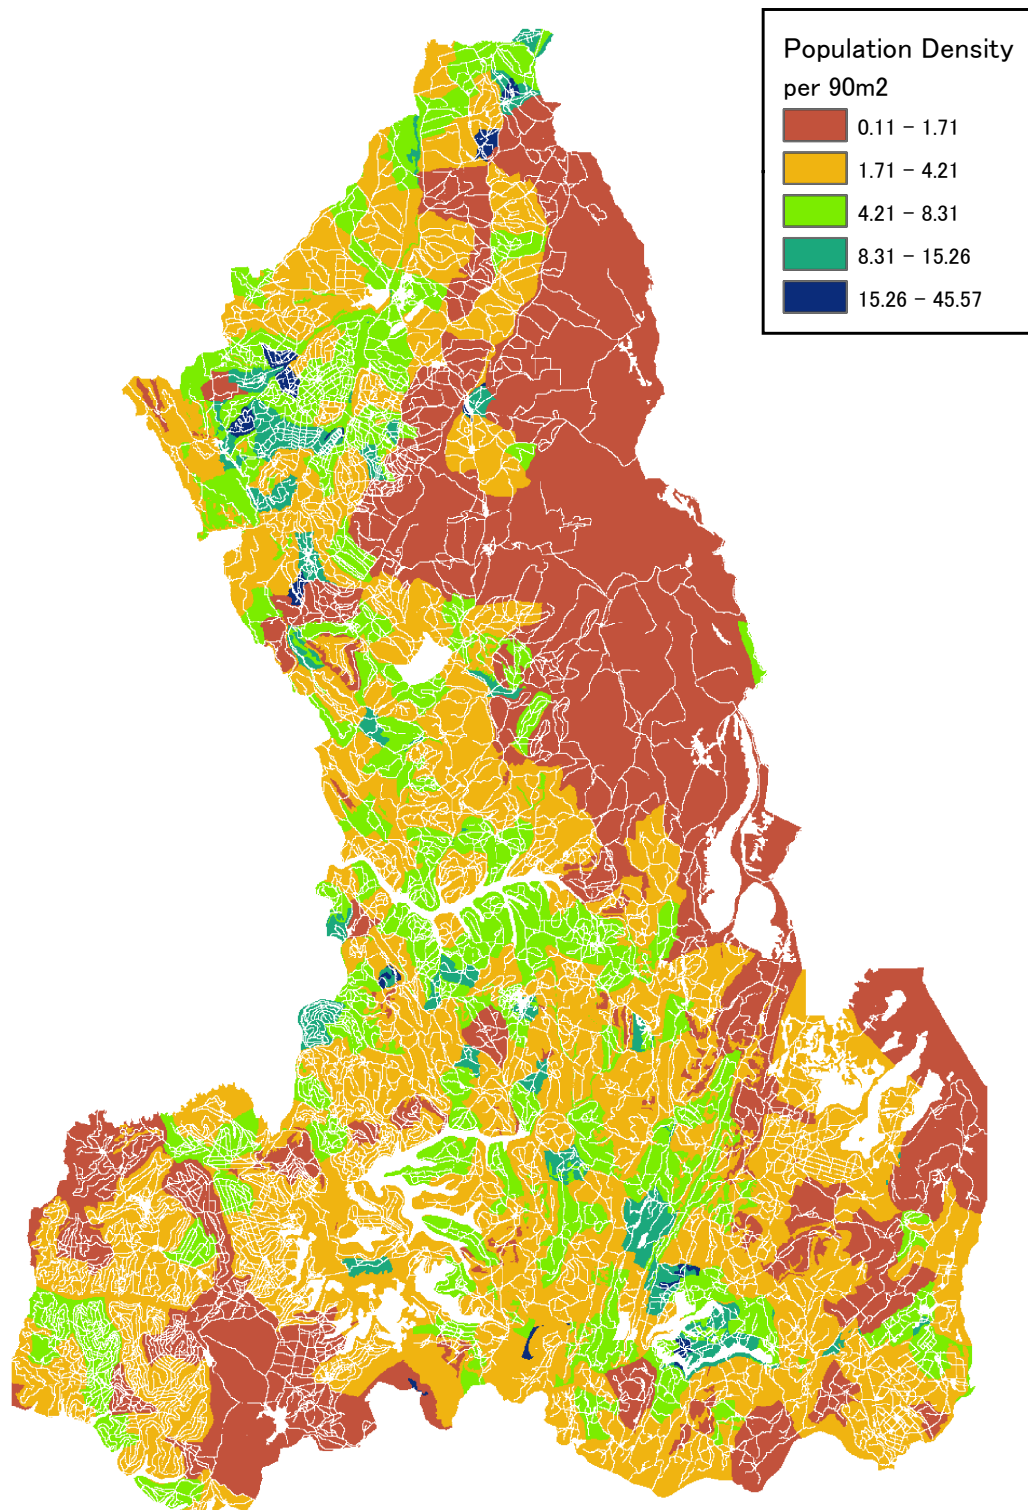 Population Density
per 90m2
0.11 - 1.71
1.71 - 4.21
4.21 - 8.31
8.31 - 15.26
15.26 - 45.57